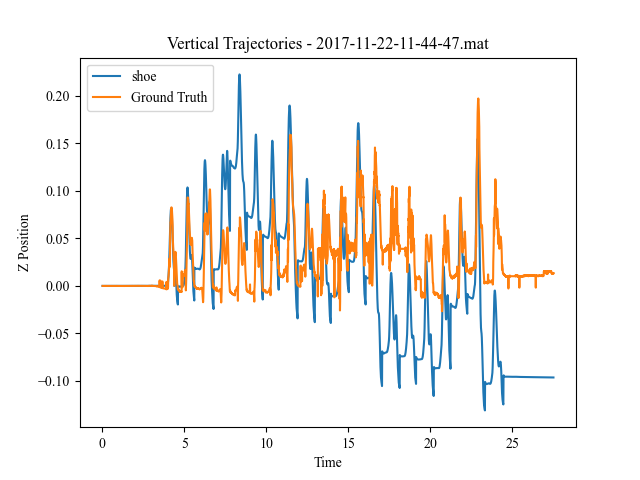 Vertical Trajectories - 2017-11-22-11-44-47.mat
shoe
Ground Truth
Z Position
0.20
0.15
0.10
0.05
0.00
−0.05
−0.10
0
5
10
15
20
25
Time